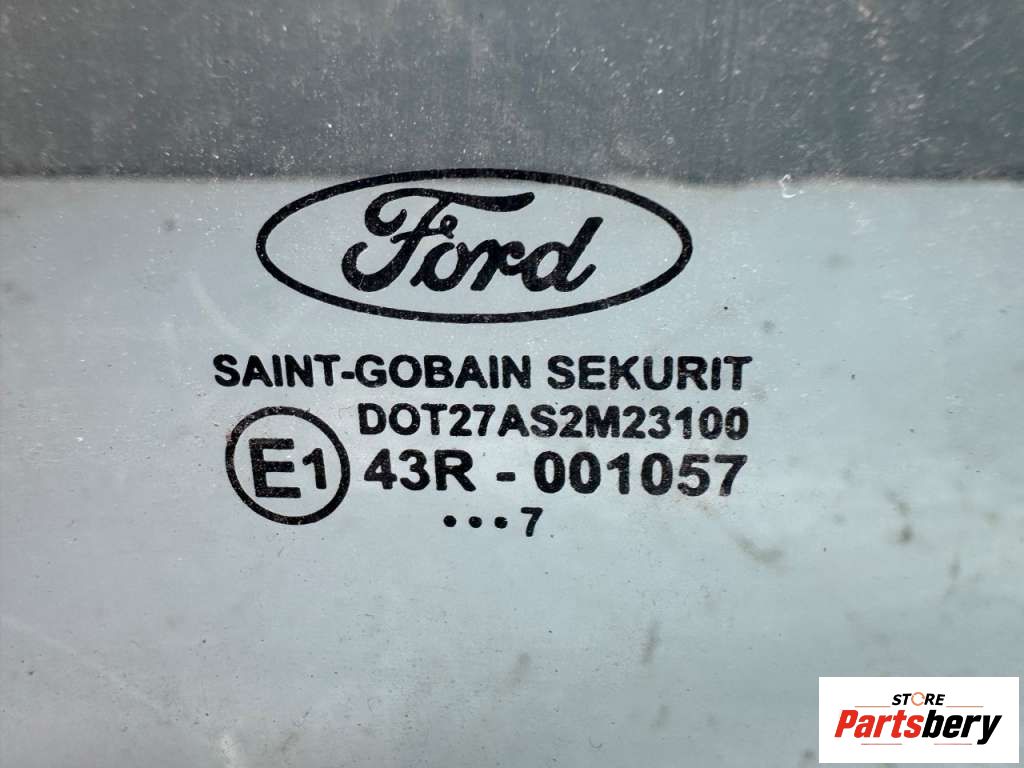 Ford
SAINT-GOBAIN SEKURIT
DOT27AS2M23100
E1 43R - 001057
•••7
STORE
Partsbery